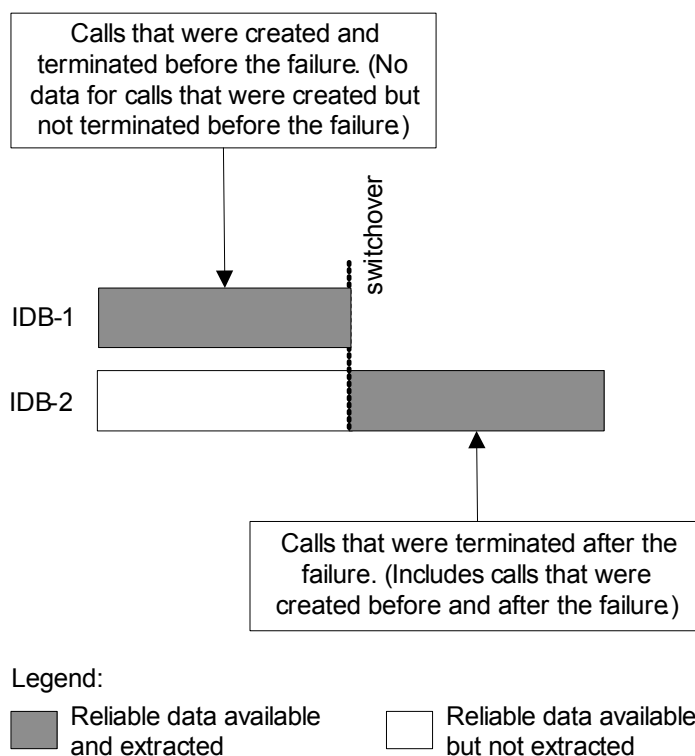 Calls that were created and
terminated before the failure. (No
data for calls that were created but
not terminated before the failure.)
switchover
IDB-1
IDB-2
Calls that were terminated after the
failure. (Includes calls that were
created before and after the failure.)
Legend:
Reliable data available
and extracted
Reliable data available
but not extracted